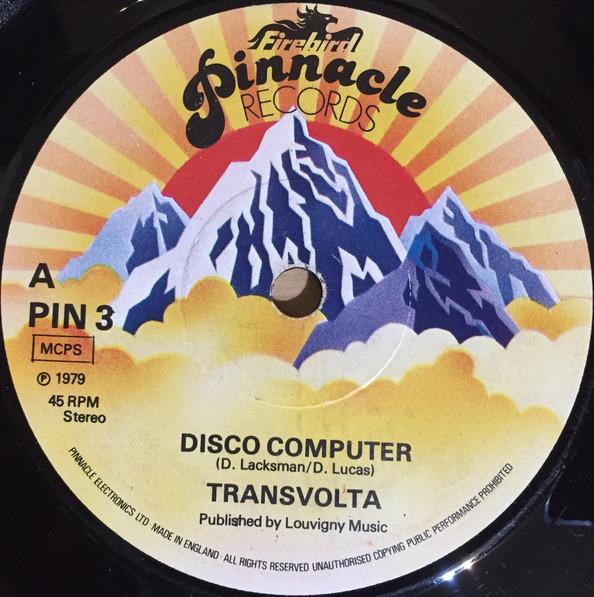 Firebird
Pinnacle
RECORDS
A
PIN 3
MCPS
Ⓟ 1979
45 RPM
Stereo
DISCO COMPUTER
(D. Lacksman/D. Lucas)
TRANSVOLTA
Published by Louvigny Music
PINNACLE ELECTRONICS LTD · MADE IN ENGLAND · ALL RIGHTS RESERVED UNAUTHORISED COPYING PUBLIC PERFORMANCE PROHIBITED